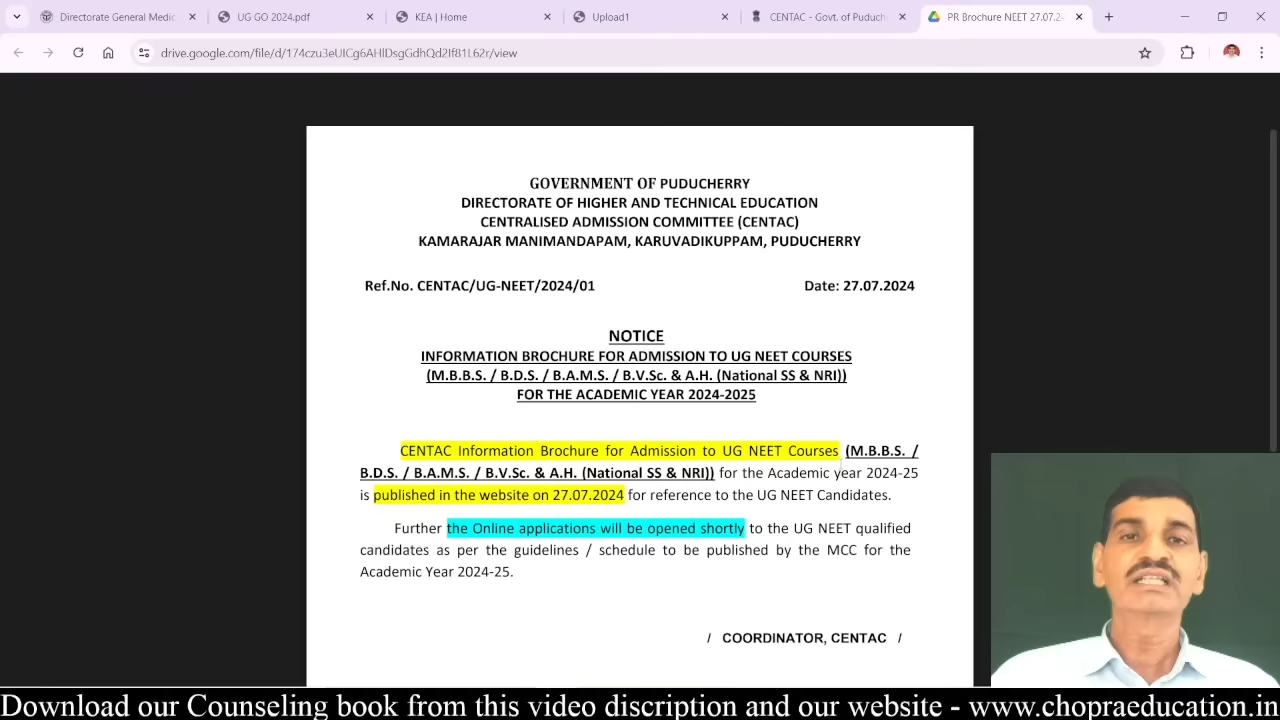 Directorate General Medic
UG GO 2024.pdf
KEA | Home
Upload1
CENTAC - Govt. of Puduch
PR Brochure NEET 27.07.2
drive.google.com/file/d/174czu3eUICg6AHlDsgGdhQd2lf81L62r/view
GOVERNMENT OF PUDUCHERRY
DIRECTORATE OF HIGHER AND TECHNICAL EDUCATION
CENTRALISED ADMISSION COMMITTEE (CENTAC)
KAMARAJAR MANIMANDAPAM, KARUVADIKUPPAM, PUDUCHERRY
Ref.No. CENTAC/UG-NEET/2024/01 Date: 27.07.2024
NOTICE
INFORMATION BROCHURE FOR ADMISSION TO UG NEET COURSES
(M.B.B.S. / B.D.S. / B.A.M.S. / B.V.Sc. & A.H. (National SS & NRI))
FOR THE ACADEMIC YEAR 2024-2025
CENTAC Information Brochure for Admission to UG NEET Courses (M.B.B.S. /
B.D.S. / B.A.M.S. / B.V.Sc. & A.H. (National SS & NRI)) for the Academic year 2024-25
is published in the website on 27.07.2024 for reference to the UG NEET Candidates.
Further the Online applications will be opened shortly to the UG NEET qualified
candidates as per the guidelines / schedule to be published by the MCC for the
Academic Year 2024-25.
/ COORDINATOR, CENTAC /
Download our Counseling book from this video discription and our website - www.chopraeducation.in